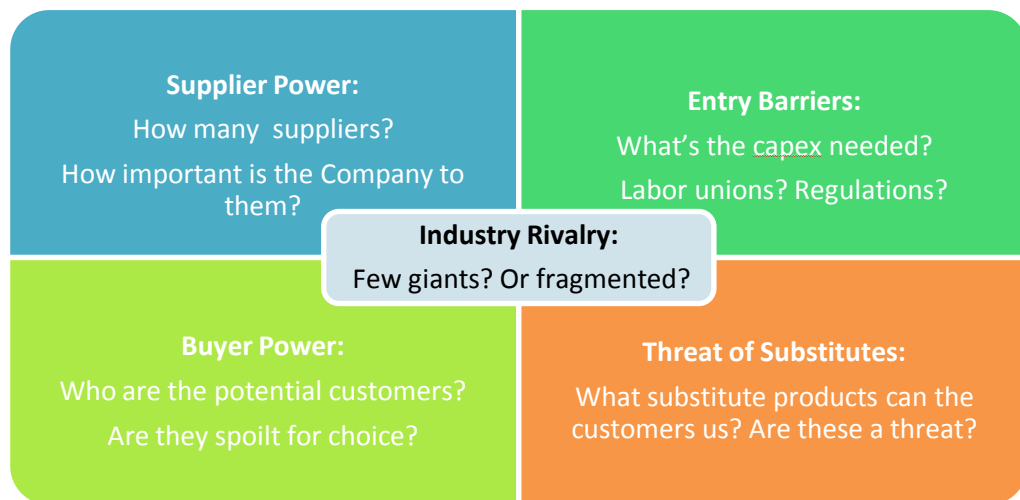 Supplier Power:
How many suppliers?
How important is the Company to
them?
Entry Barriers:
What's the capex needed?
Labor unions? Regulations?
Industry Rivalry:
Few giants? Or fragmented?
Buyer Power:
Who are the potential customers?
Are they spoilt for choice?
Threat of Substitutes:
What substitute products can the
customers us? Are these a threat?